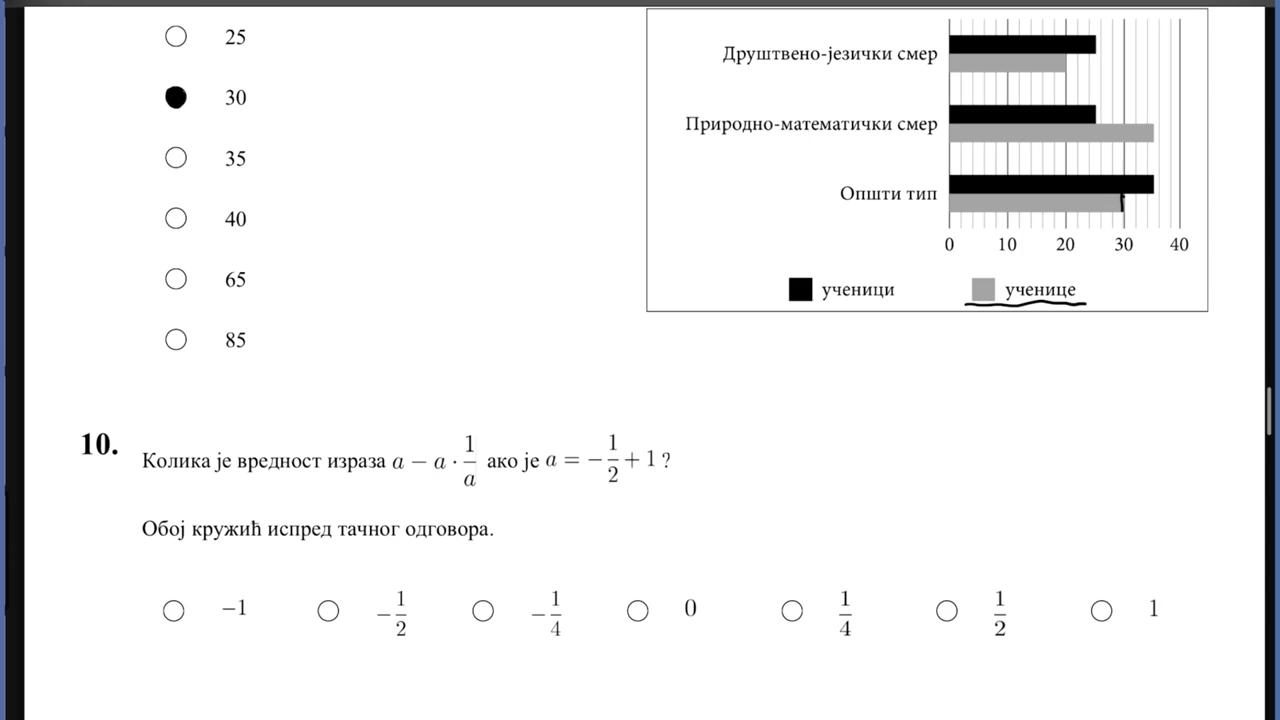 25
30
35
40
65
85
Друштвено-језички смер
Природно-математички смер
Општи тип
0 10 20 30 40
ученици ученице
10. Колика је вредност израза a − a · 1/a ако је a = −1/2 + 1 ?
Обој кружић испред тачног одговора.
−1 −1/2 −1/4 0 1/4 1/2 1